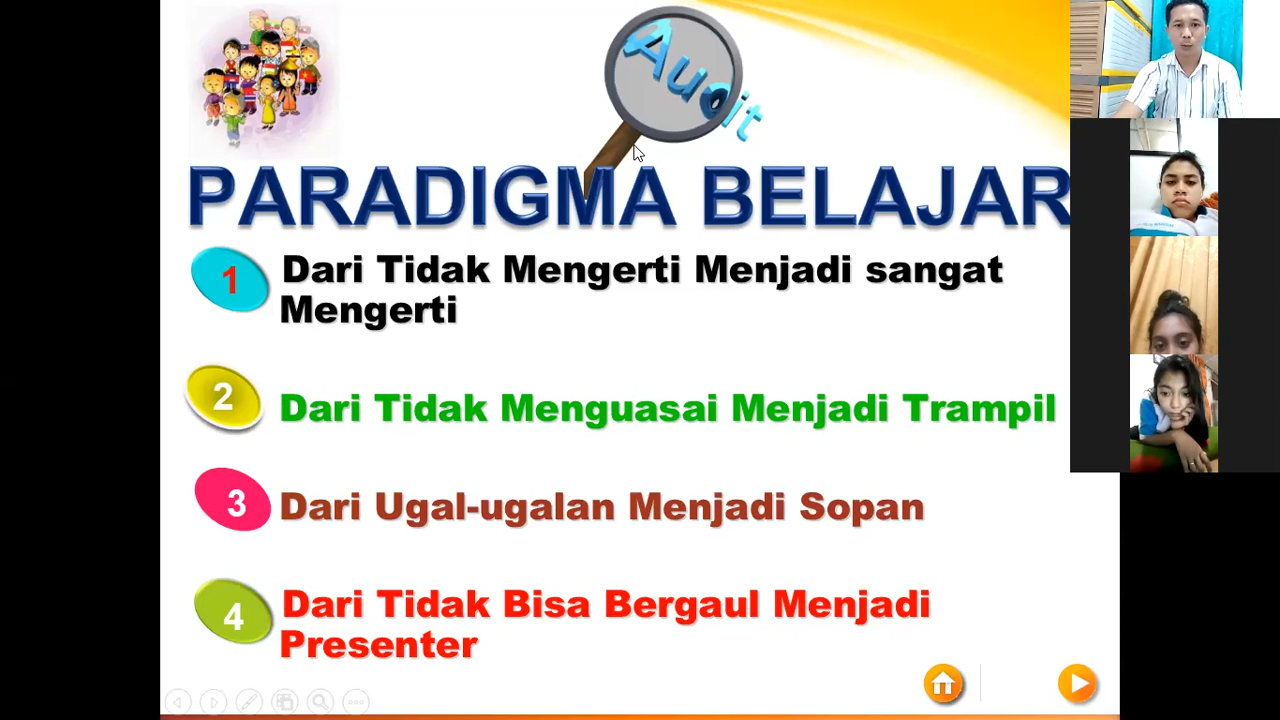 Audit
PARADIGMA BELAJAR
1 Dari Tidak Mengerti Menjadi sangat
Mengerti
2 Dari Tidak Menguasai Menjadi Trampil
3 Dari Ugal-ugalan Menjadi Sopan
4 Dari Tidak Bisa Bergaul Menjadi
Presenter